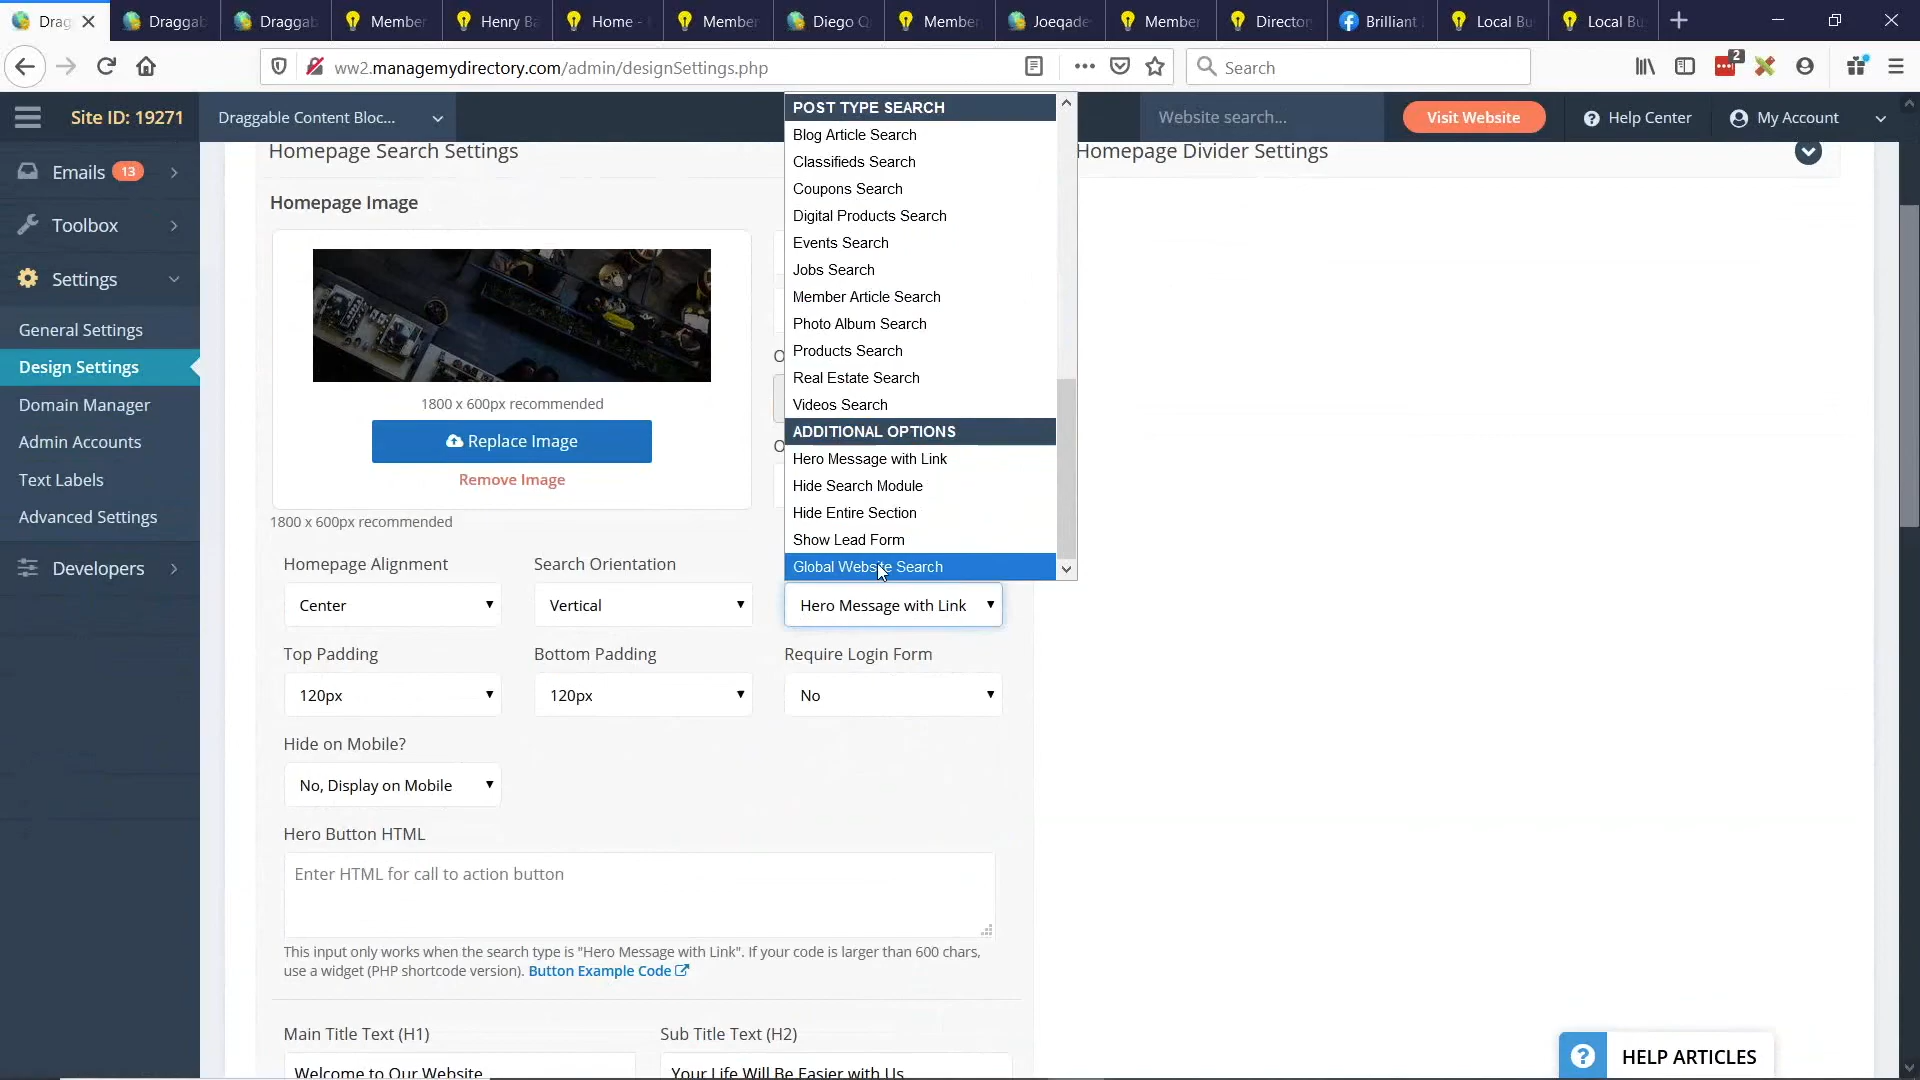 Drag
Draggab
Draggab
Member
Henry Ba
Home -
Member
Diego Q
Member
Joeqade
Member
Director
Brilliant
Local Bu
Local Bu
ww2.managemydirectory.com/admin/designSettings.php
Search
2
Site ID: 19271
Draggable Content Bloc...
Website search...
Visit Website
Help Center
My Account
Emails 13
Toolbox
Settings
General Settings
Design Settings
Domain Manager
Admin Accounts
Text Labels
Advanced Settings
Developers
Homepage Search Settings
Homepage Divider Settings
Homepage Image
1800 x 600px recommended
Replace Image
Remove Image
1800 x 600px recommended
POST TYPE SEARCH
Blog Article Search
Classifieds Search
Coupons Search
Digital Products Search
Events Search
Jobs Search
Member Article Search
Photo Album Search
Products Search
Real Estate Search
Videos Search
ADDITIONAL OPTIONS
Hero Message with Link
Hide Search Module
Hide Entire Section
Show Lead Form
Global Website Search
Homepage Alignment
Search Orientation
Center
Vertical
Hero Message with Link
Top Padding
Bottom Padding
Require Login Form
120px
120px
No
Hide on Mobile?
No, Display on Mobile
Hero Button HTML
Enter HTML for call to action button
This input only works when the search type is "Hero Message with Link". If your code is larger than 600 chars,
use a widget (PHP shortcode version). Button Example Code
Main Title Text (H1)
Sub Title Text (H2)
Welcome to Our Website
Your Life Will Be Easier with Us
? HELP ARTICLES